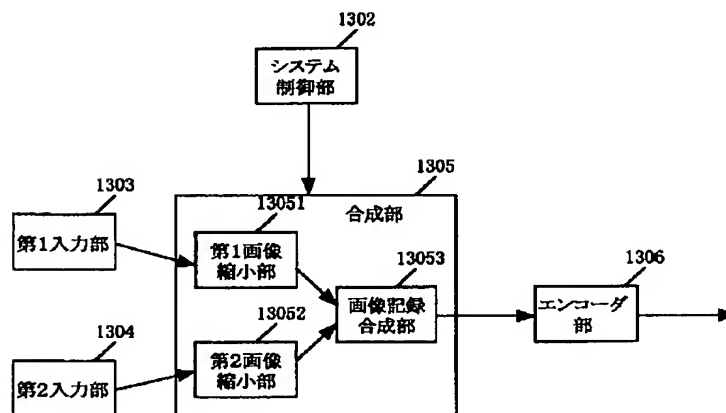 1302
システム
制御部
1303
第1入力部
1305
合成部
13051
第1画像
縮小部
13053
画像記録
合成部
1306
エンコーダ
部
1304
第2入力部
13052
第2画像
縮小部